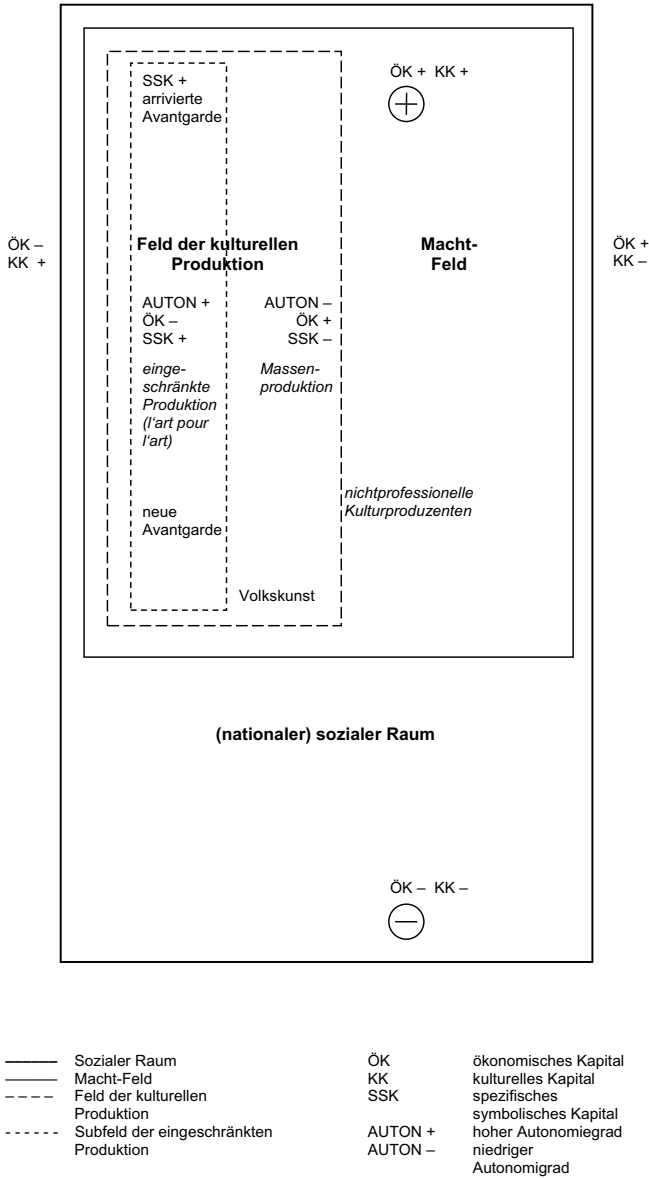 ÖK + KK +
SSK +
arrivierte
Avantgarde
ÖK –
KK +
Feld der kulturellen
Produktion
Macht-
Feld
ÖK +
KK –
AUTON +
ÖK –
SSK +
AUTON –
ÖK +
SSK –
einge-
schränkte
Produktion
(l‘art pour
l‘art)
Massen-
produktion
nichtprofessionelle
Kulturproduzenten
neue
Avantgarde
Volkskunst
(nationaler) sozialer Raum
ÖK – KK –
Sozialer Raum
Macht-Feld
Feld der kulturellen
Produktion
Subfeld der eingeschränkten
Produktion
ÖK ökonomisches Kapital
KK kulturelles Kapital
SSK spezifisches
symbolisches Kapital
AUTON + hoher Autonomiegrad
AUTON – niedriger
Autonomigrad